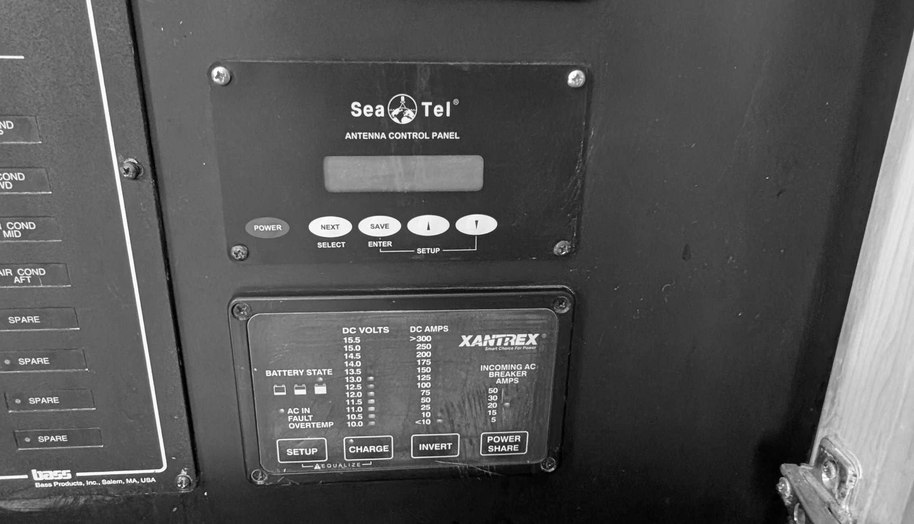 COND
FWD
COND
MID
AIR COND
AFT
SPARE
SPARE
SPARE
SPARE
bass
Bass Products, Inc., Salem, MA, USA
Sea Tel®
ANTENNA CONTROL PANEL
POWER
NEXT
SAVE
SELECT
ENTER
SETUP
XANTREX®
Smart Choice For Power
DC VOLTS
15.5
15.0
14.5
14.0
13.5
13.0
12.5
12.0
11.5
11.0
10.5
10.0
DC AMPS
>300
250
200
175
150
125
100
75
50
25
10
<10
INCOMING AC
BREAKER
AMPS
50
30
20
15
5
BATTERY STATE
AC IN
FAULT
OVERTEMP
SETUP
CHARGE
INVERT
POWER
SHARE
EQUALIZE